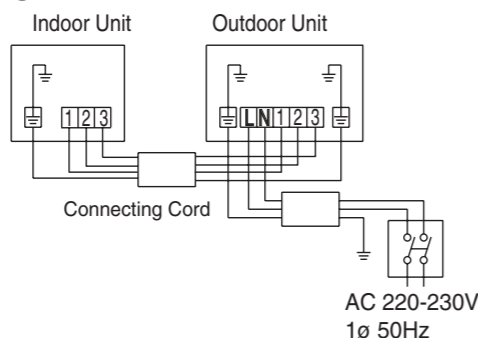 Indoor Unit
Outdoor Unit
1 2 3
L N 1 2 3
Connecting Cord
AC 220-230V
1ø 50Hz